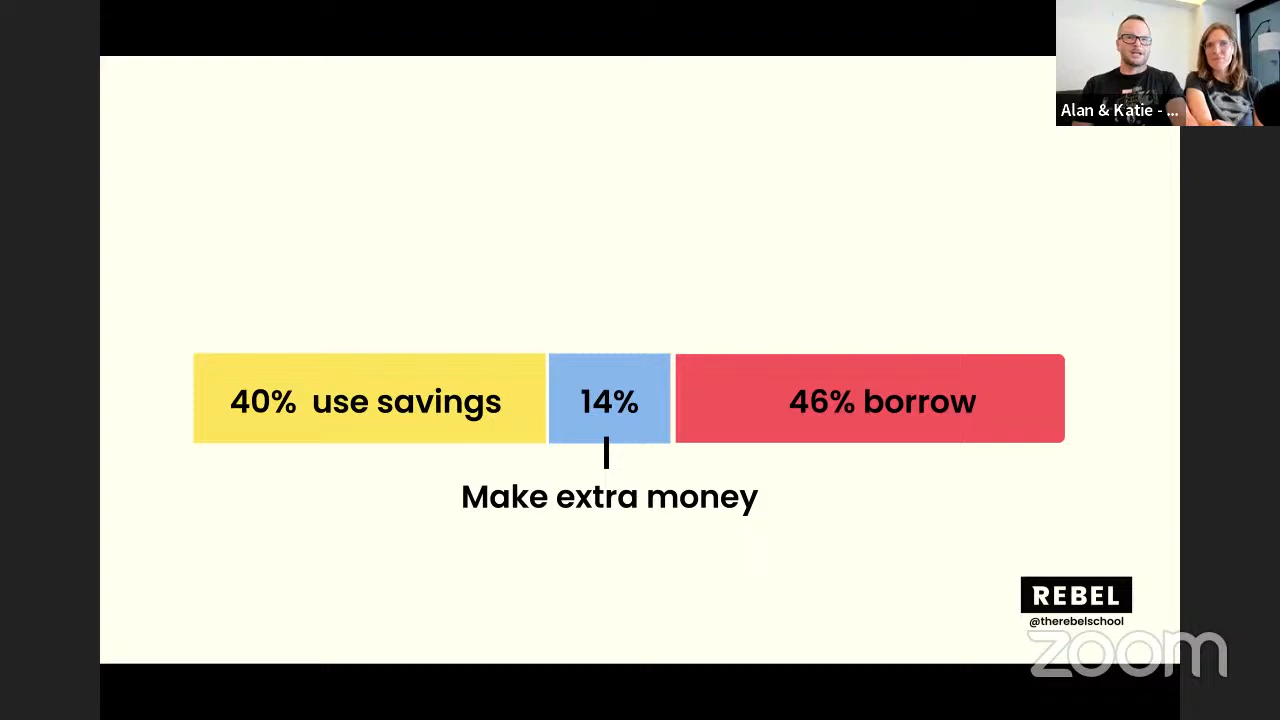 Alan & Katie - ...
40% use savings
14%
46% borrow
Make extra money
REBEL
@therebelschool
zoom